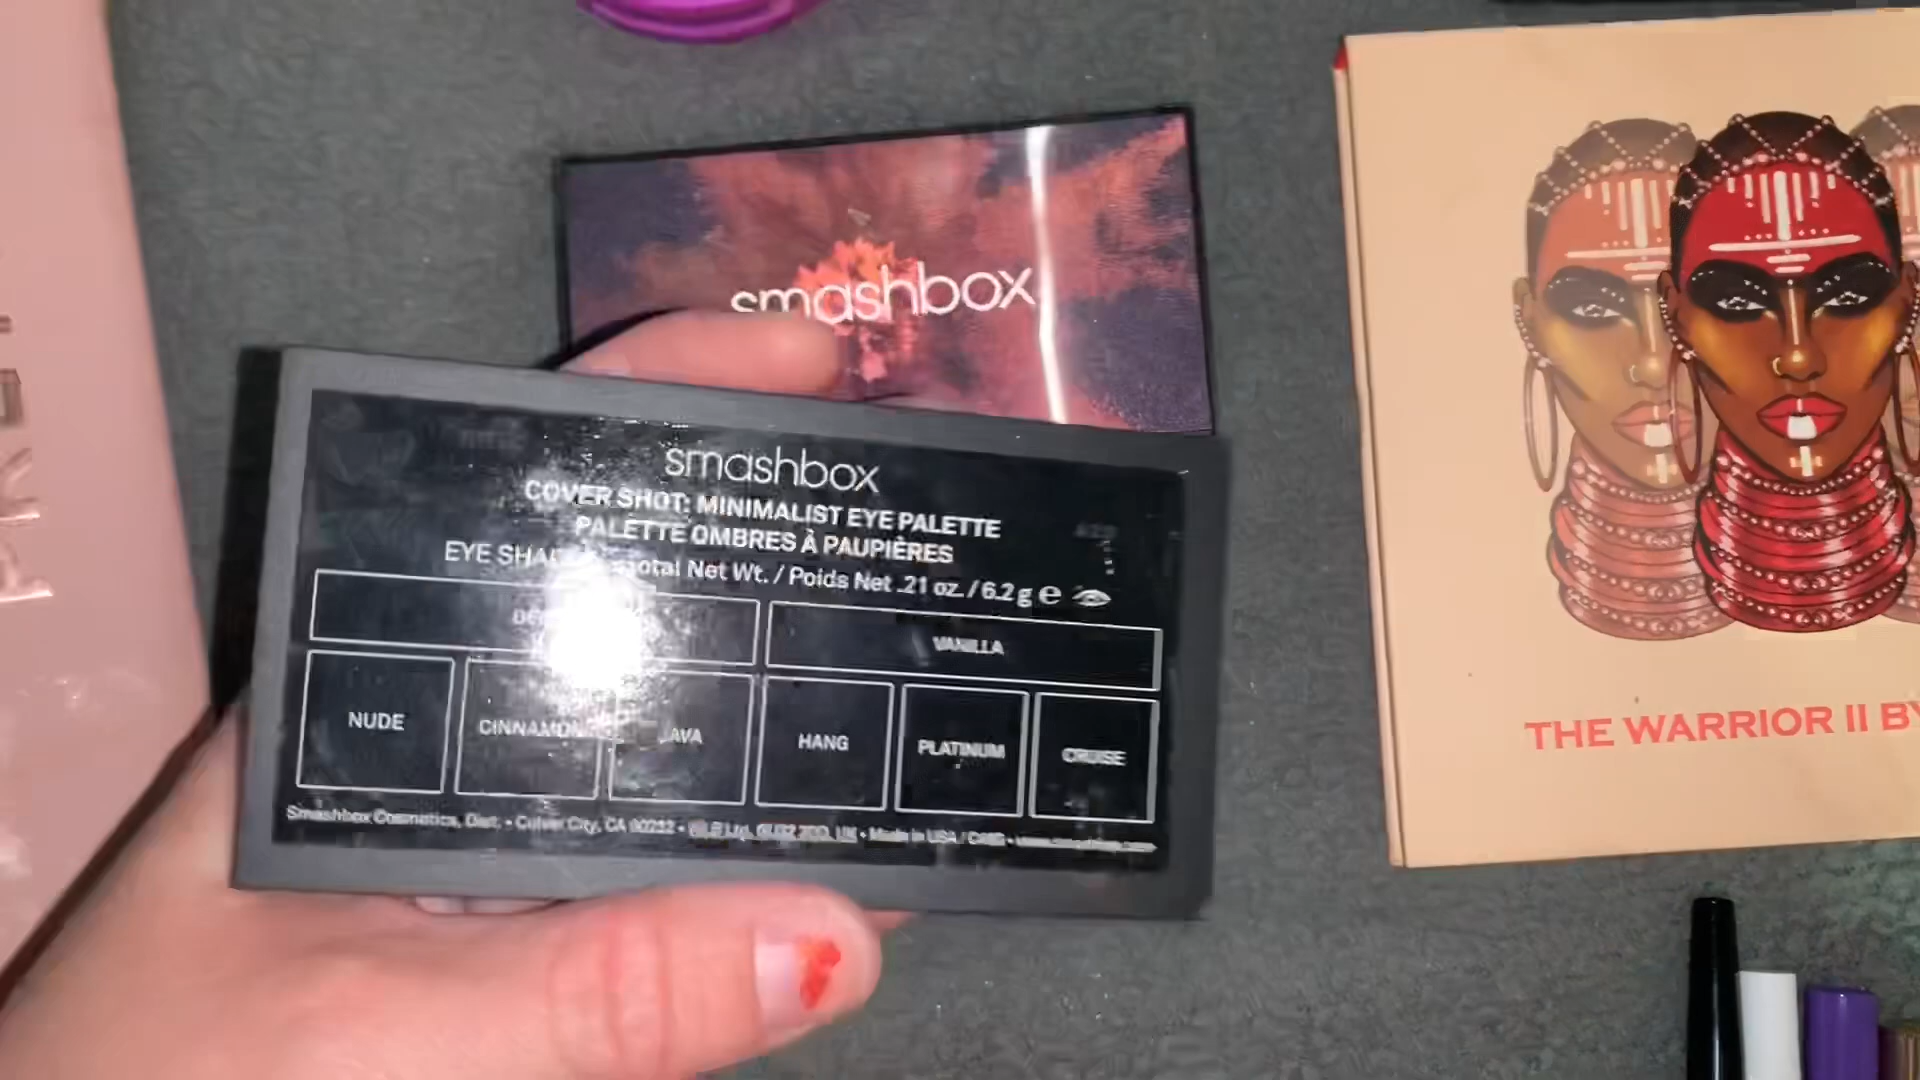 smashbox
smashbox
COVER SHOT: MINIMALIST EYE PALETTE
PALETTE OMBRES À PAUPIÈRES
EYE Net Wt. / Poids Net .21 oz. / 6.2 g e
VANILLA
NUDE CINNAMON JAVA HANG PLATINUM CRUISE
Smashbox Cosmetics, Dist. • Culver City, CA 90232 • Made in USA
THE WARRIOR II BY